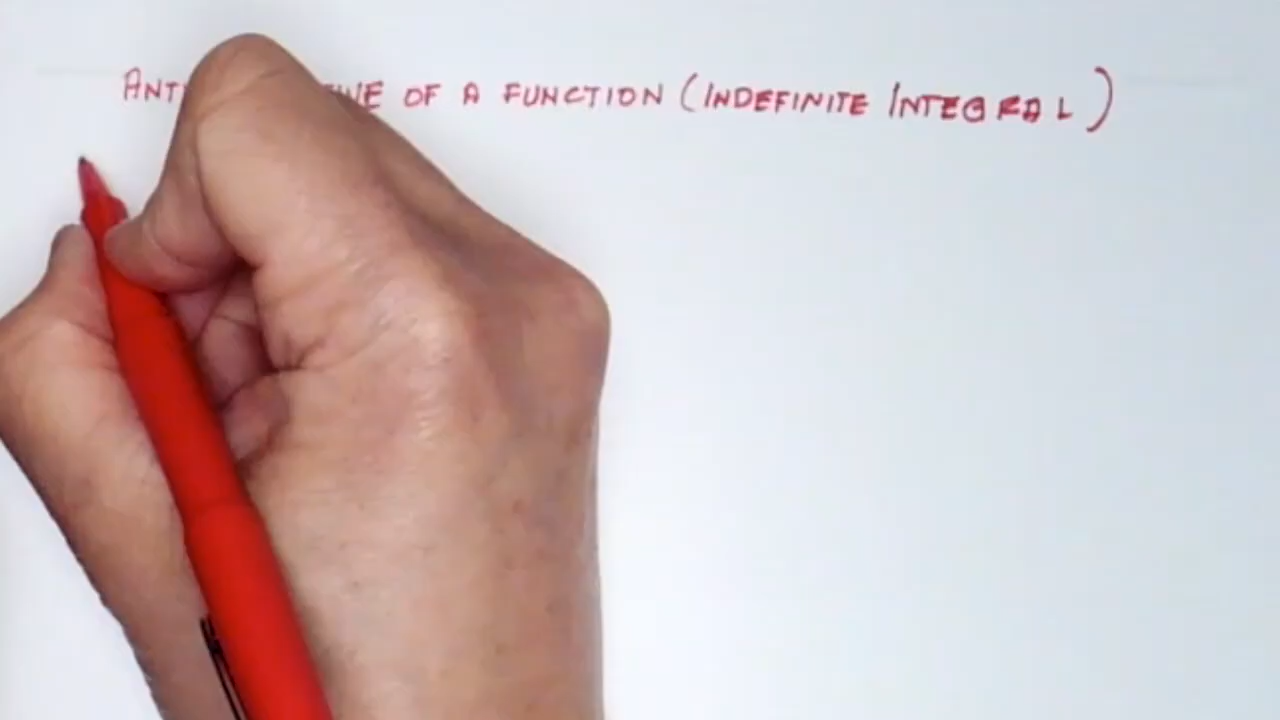 OF A FUNCTION (INDEFINITE INTEGRAL)